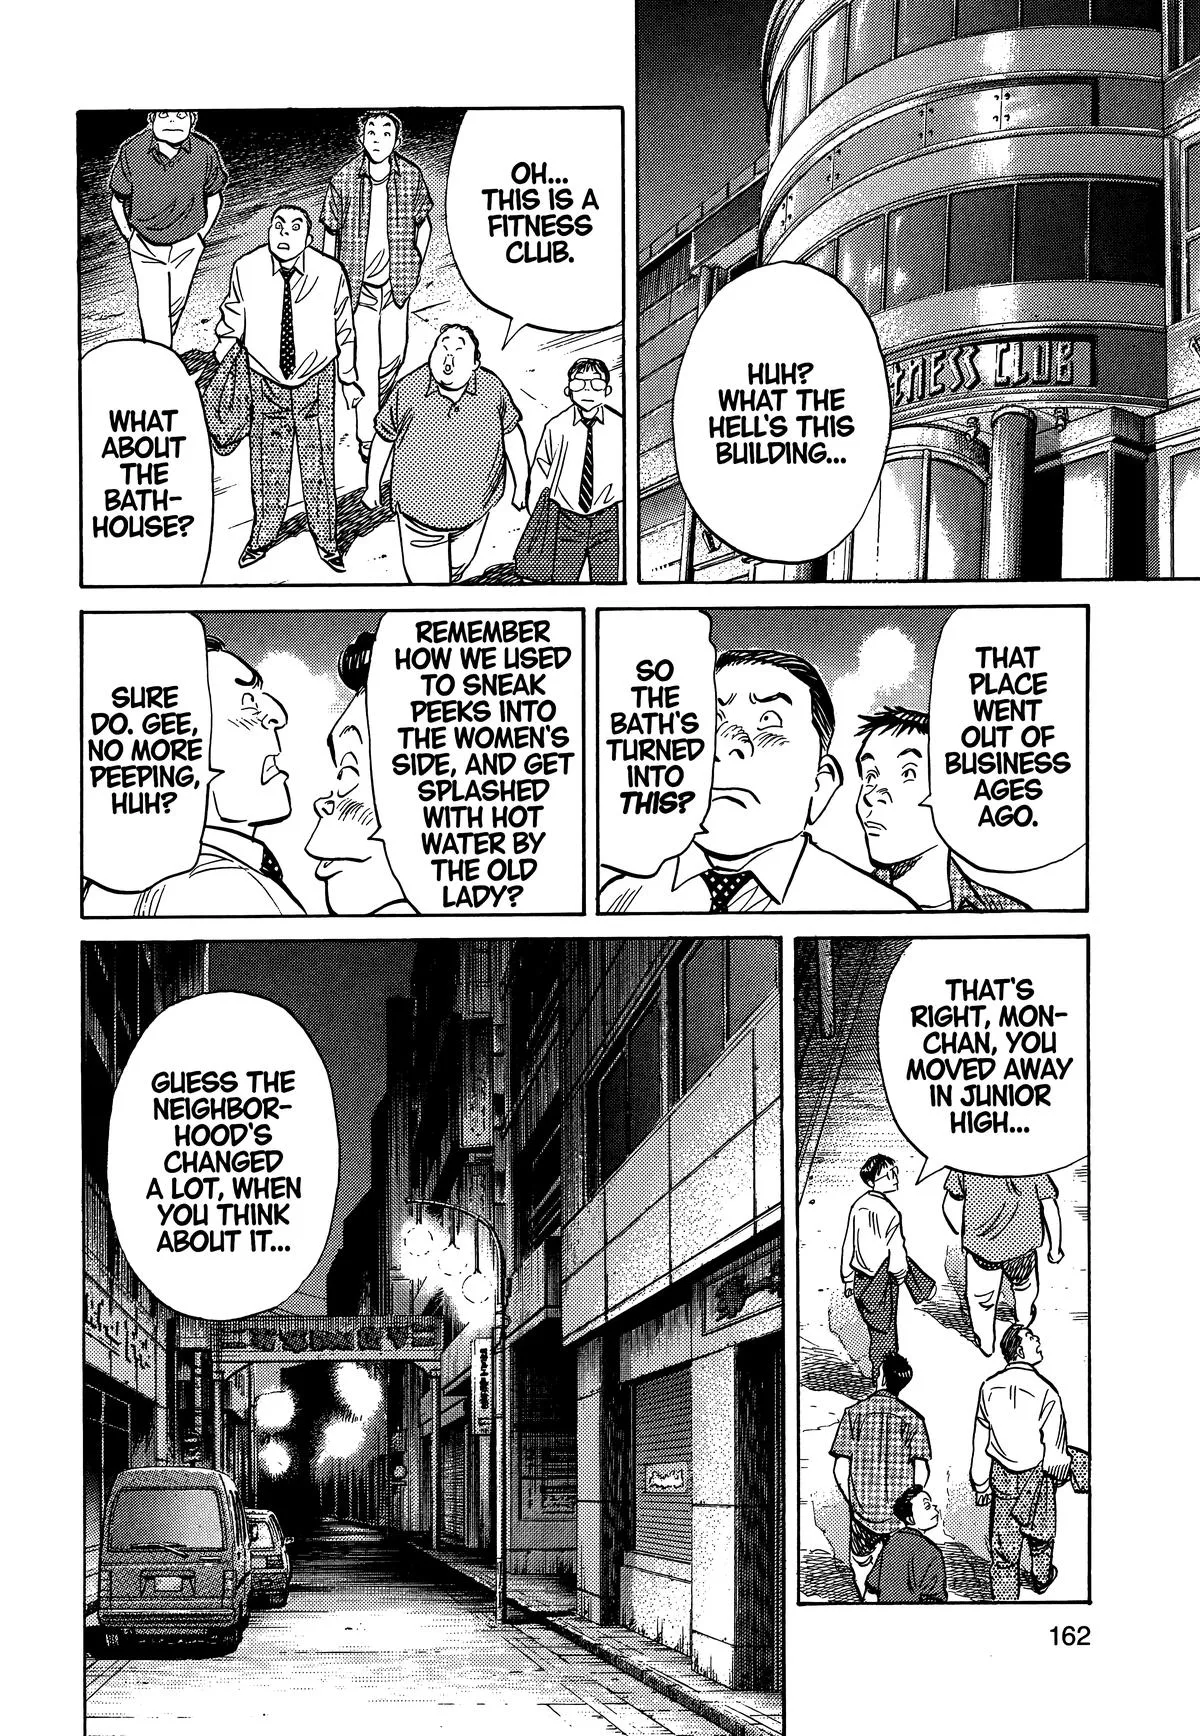 HUH?
WHAT THE
HELL'S THIS
BUILDING...
FITNESS CLUB
OH...
THIS IS A
FITNESS
CLUB.
WHAT
ABOUT
THE
BATH-
HOUSE?
THAT
PLACE
WENT
OUT OF
BUSINESS
AGES
AGO.
SO
THE
BATH'S
TURNED
INTO
THIS?
REMEMBER
HOW WE USED
TO SNEAK
PEEKS INTO
THE WOMEN'S
SIDE, AND GET
SPLASHED
WITH HOT
WATER BY
THE OLD
LADY?
SURE
DO. GEE,
NO MORE
PEEPING,
HUH?
THAT'S
RIGHT, MON-
CHAN, YOU
MOVED AWAY
IN JUNIOR
HIGH...
GUESS THE
NEIGHBOR-
HOOD'S
CHANGED
A LOT, WHEN
YOU THINK
ABOUT IT...
162